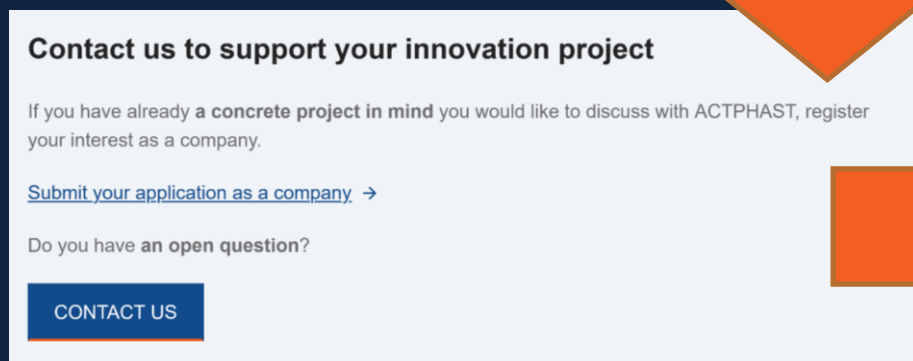 Contact us to support your innovation project
If you have already a concrete project in mind you would like to discuss with ACTPHAST, register
your interest as a company.
Submit your application as a company →
Do you have an open question?
CONTACT US